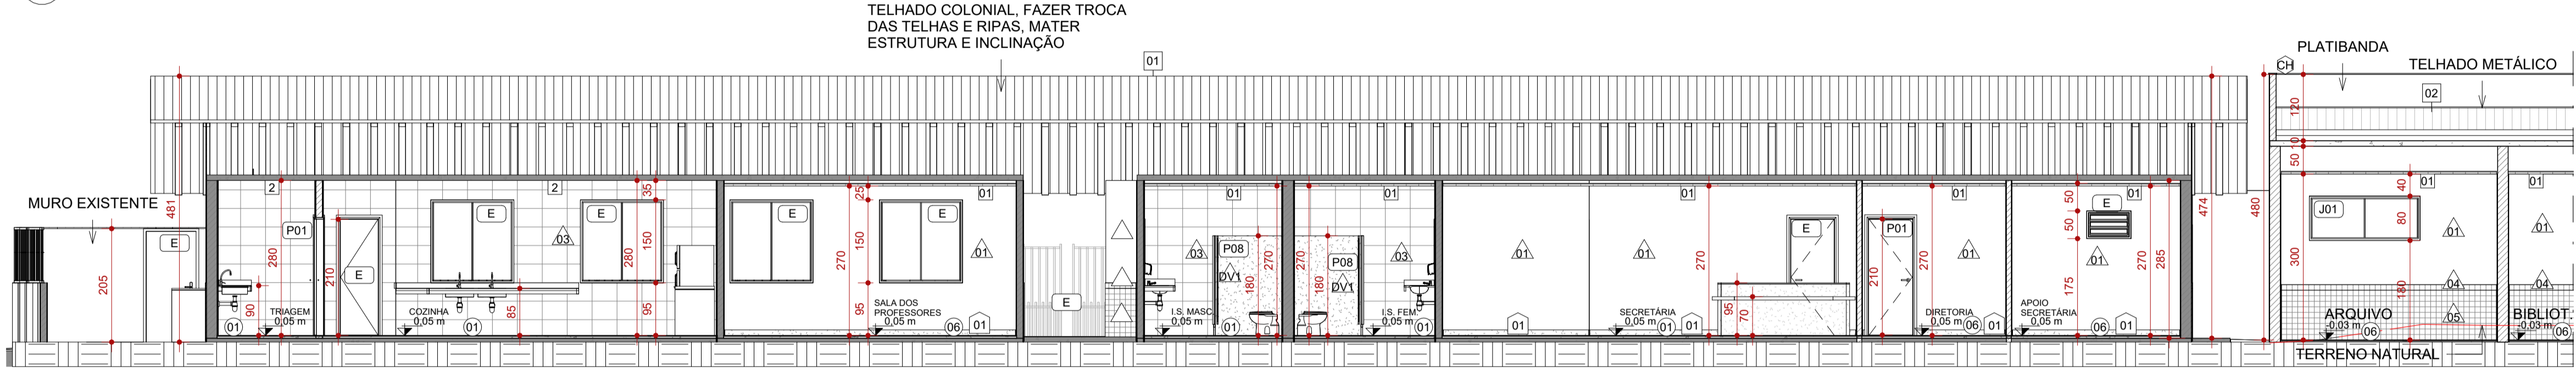 TELHADO COLONIAL, FAZER TROCA
DAS TELHAS E RIPAS, MATER
ESTRUTURA E INCLINAÇÃO
01
PLATIBANDA
CH
TELHADO METÁLICO
02
120
10
50
MURO EXISTENTE
481
205
E
2
P01
280
90
TRIAGEM
0,05 m
01
210
E
COZINHA
0,05 m
01
2
E
03
E
85
280
35
150
95
E
270
25
150
95
E
01
01
SALA DOS
PROFESSORES
0,05 m
06
01
E
01
03
I.S. MASC.
0,05 m
01
P08
DV1
180
270
270
180
P08
DV1
01
03
I.S. FEM.
0,05 m
01
01
01
01
01
SECRETÁRIA
0,05 m
01
01
270
95
70
E
P01
210
270
01
01
DIRETORIA
0,05 m
06
01
50
50
175
E
01
01
APOIO
SECRETÁRIA
0,05 m
06
01
270
285
474
480
300
J01
40
80
180
01
01
04
05
ARQUIVO
-0,03 m
06
01
01
04
BIBLIOT.
-0,03 m
06
TERRENO NATURAL